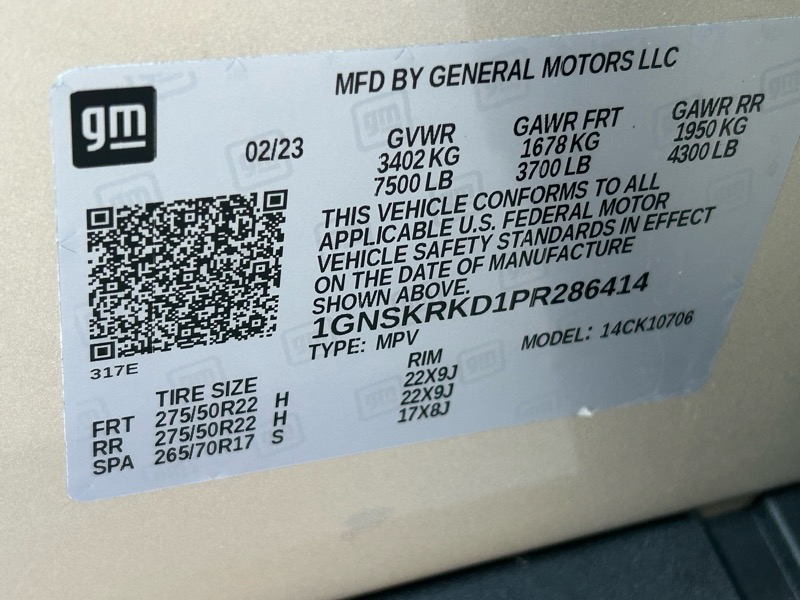 gm
MFD BY GENERAL MOTORS LLC
02/23
GVWR GAWR FRT GAWR RR
3402 KG 1678 KG 1950 KG
7500 LB 3700 LB 4300 LB
THIS VEHICLE CONFORMS TO ALL
APPLICABLE U.S. FEDERAL MOTOR
VEHICLE SAFETY STANDARDS IN EFFECT
ON THE DATE OF MANUFACTURE
SHOWN ABOVE.
1GNSKRKD1PR286414
TYPE: MPV MODEL: 14CK10706
317E
TIRE SIZE RIM
FRT 275/50R22 H 22X9J
RR 275/50R22 H 22X9J
SPA 265/70R17 S 17X8J